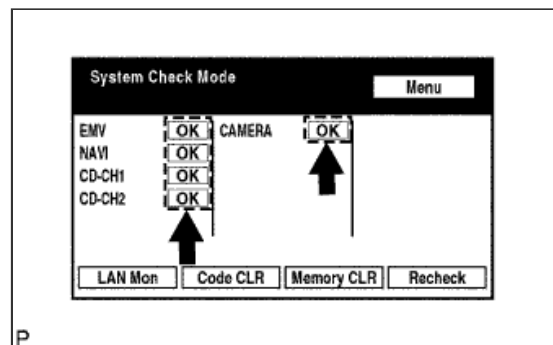 System Check Mode Menu
EMV OK CAMERA OK
NAVI OK
CD-CH1 OK
CD-CH2 OK
LAN Mon Code CLR Memory CLR Recheck
P